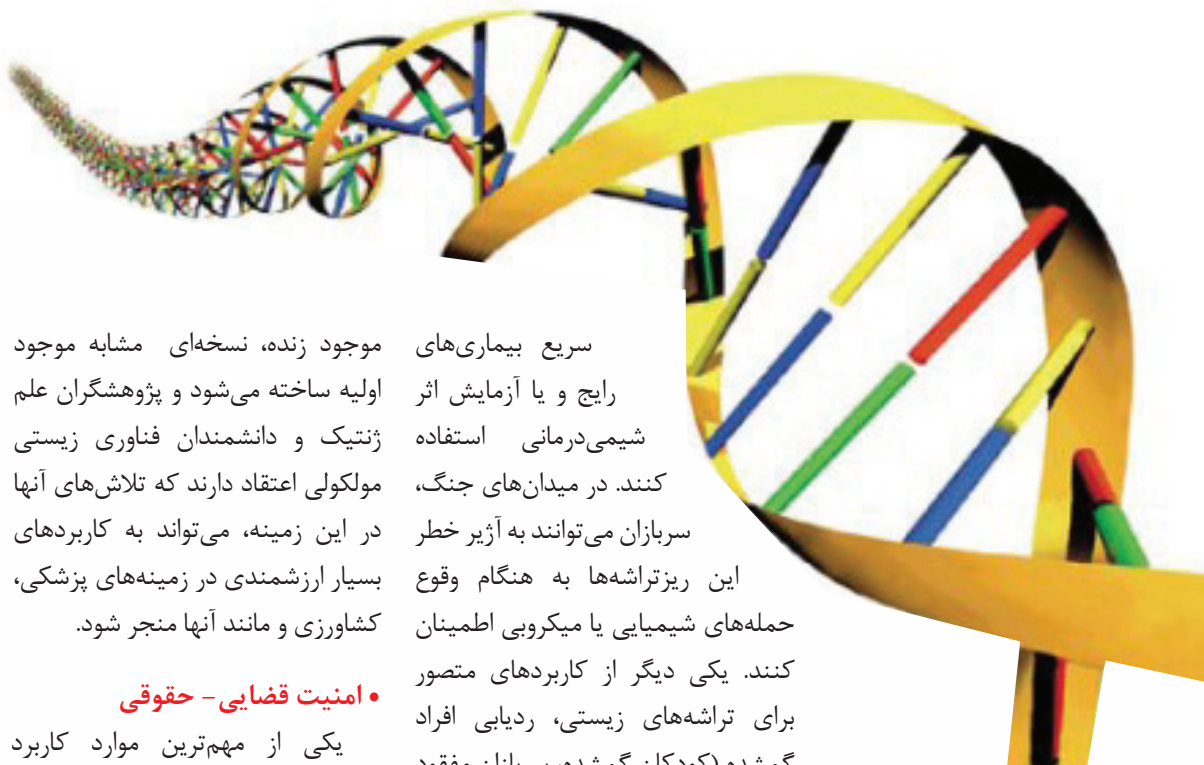 سریع بیماری‌های
رایج و یا آزمایش اثر
شیمی‌درمانی استفاده
کنند. در میدان‌های جنگ،
سربازان می‌توانند به آژیر خطر
این ریزتراشه‌ها به هنگام وقوع
حمله‌های شیمیایی یا میکروبی اطمینان
کنند. یکی دیگر از کاربردهای متصور
برای تراشه‌های زیستی، ردیابی افراد
موجود زنده، نسخه‌ای مشابه موجود
اولیه ساخته می‌شود و پژوهشگران علم
ژنتیک و دانشمندان فناوری زیستی
مولکولی اعتقاد دارند که تلاش‌های آنها
در این زمینه، می‌تواند به کاربردهای
بسیار ارزشمندی در زمینه‌های پزشکی،
کشاورزی و مانند آنها منجر شود.
• امنیت قضایی- حقوقی
یکی از مهم‌ترین موارد کاربرد